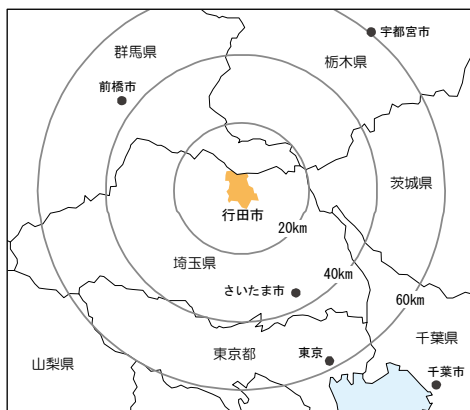 宇都宮市
群馬県
栃木県
前橋市
茨城県
行田市
20km
埼玉県
40km
さいたま市
60km
千葉県
東京都
東京
山梨県
千葉市